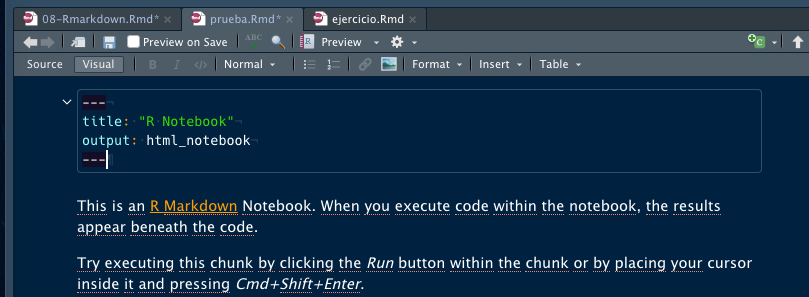 08-Rmarkdown.Rmd* prueba.Rmd* ejercicio.Rmd
Preview on Save ABC Preview
Source Visual B I </> Normal Format Insert Table
---
title: "R Notebook"
output: html_notebook
---
This is an R Markdown Notebook. When you execute code within the notebook, the results
appear beneath the code.
Try executing this chunk by clicking the Run button within the chunk or by placing your cursor
inside it and pressing Cmd+Shift+Enter.